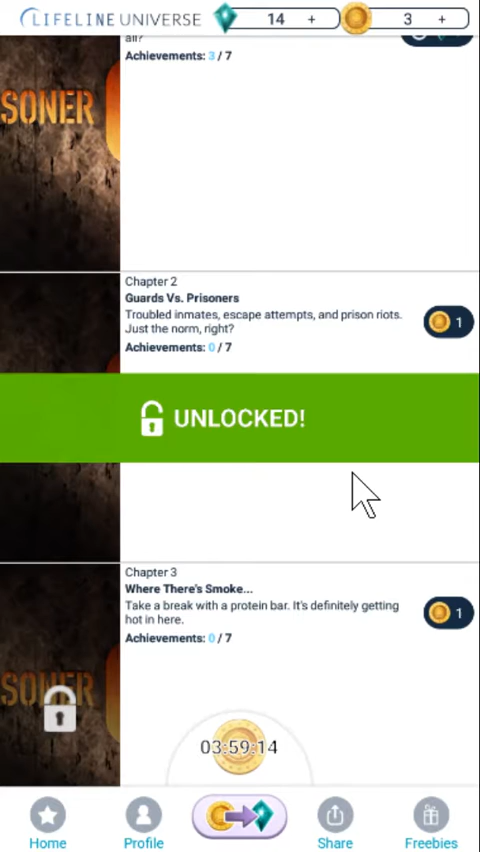 LIFELINE UNIVERSE 14 + 3 +
all?
Achievements: 3 / 7
SONER
Chapter 2
Guards Vs. Prisoners
Troubled inmates, escape attempts, and prison riots.
Just the norm, right?
1
Achievements: 0 / 7
UNLOCKED!
Chapter 3
Where There's Smoke...
Take a break with a protein bar. It's definitely getting
hot in here.
1
Achievements: 0 / 7
SONER
03:59:14
Home Profile Share Freebies